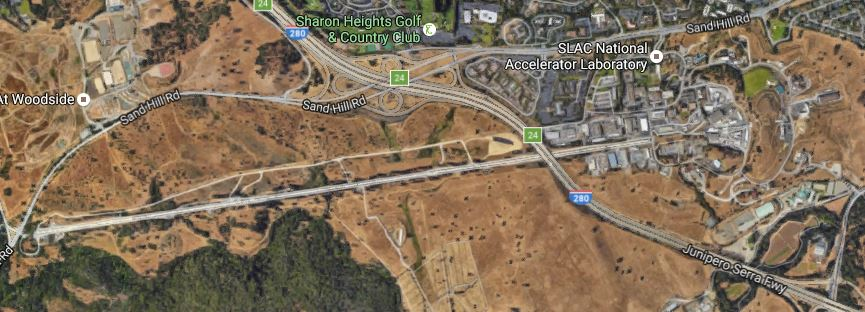 24
280
Sharon Heights Golf
& Country Club
Sand Hill Rd
SLAC National
Accelerator Laboratory
24
At Woodside
Sand Hill Rd
Sand Hill Rd
24
280
Junipero Serra Fwy
Rd